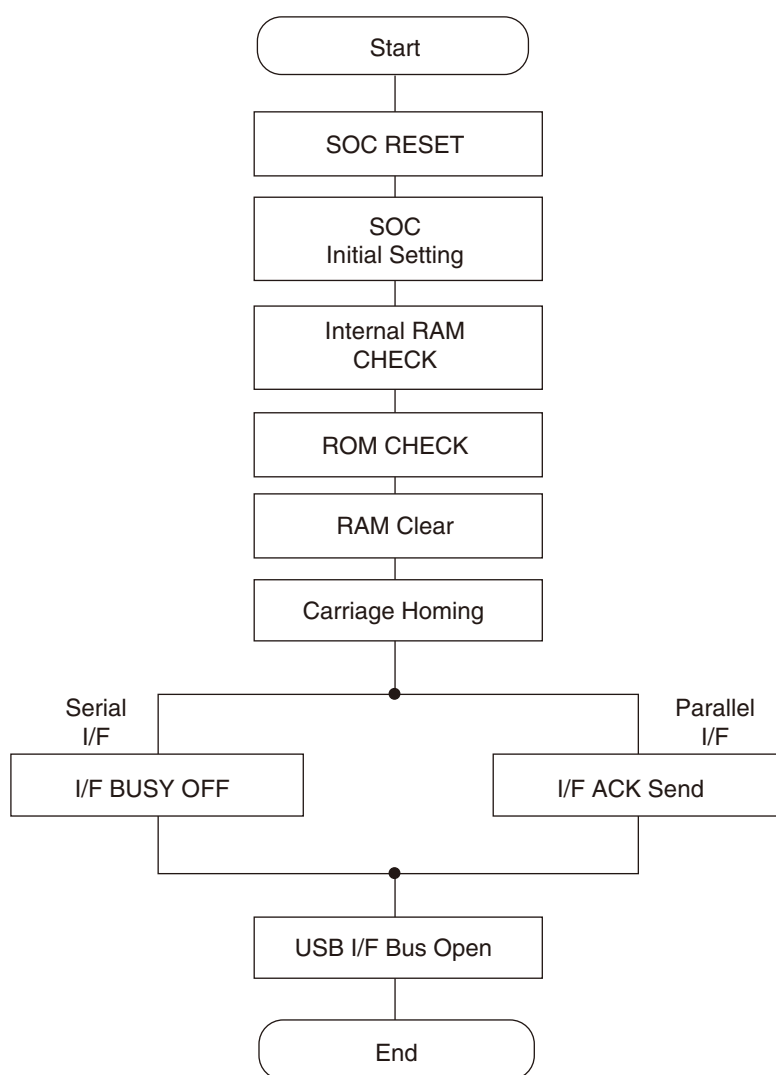 Start
SOC RESET
SOC
Initial Setting
Internal RAM
CHECK
ROM CHECK
RAM Clear
Carriage Homing
Serial
I/F
Parallel
I/F
I/F BUSY OFF
I/F ACK Send
USB I/F Bus Open
End